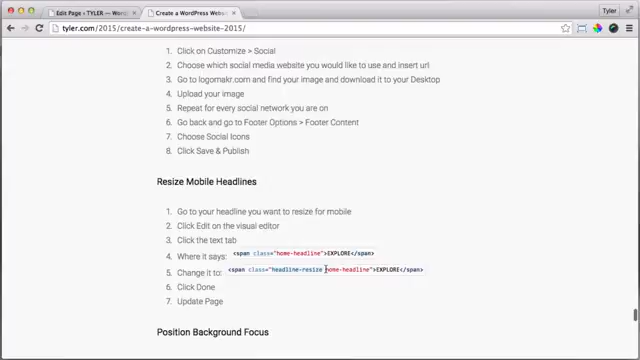 Edit Page ‹ TYLER — Word
Create a WordPress Webs
Tyler
tyler.com/2015/create-a-wordpress-website-2015/
1. Click on Customize > Social
2. Choose which social media website you would like to use and insert url
3. Go to logomakr.com and find your image and download it to your Desktop
4. Upload your image
5. Repeat for every social network you are on
6. Go back and go to Footer Options > Footer Content
7. Choose Social Icons
8. Click Save & Publish
Resize Mobile Headlines
1. Go to your headline you want to resize for mobile
2. Click Edit on the visual editor
3. Click the text tab
4. Where it says: <span class="home-headline">EXPLORE</span>
5. Change it to: <span class="headline-resize home-headline">EXPLORE</span>
6. Click Done
7. Update Page
Position Background Focus